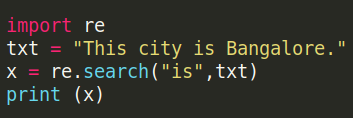 import re
txt = "This city is Bangalore."
x = re.search("is",txt)
print (x)